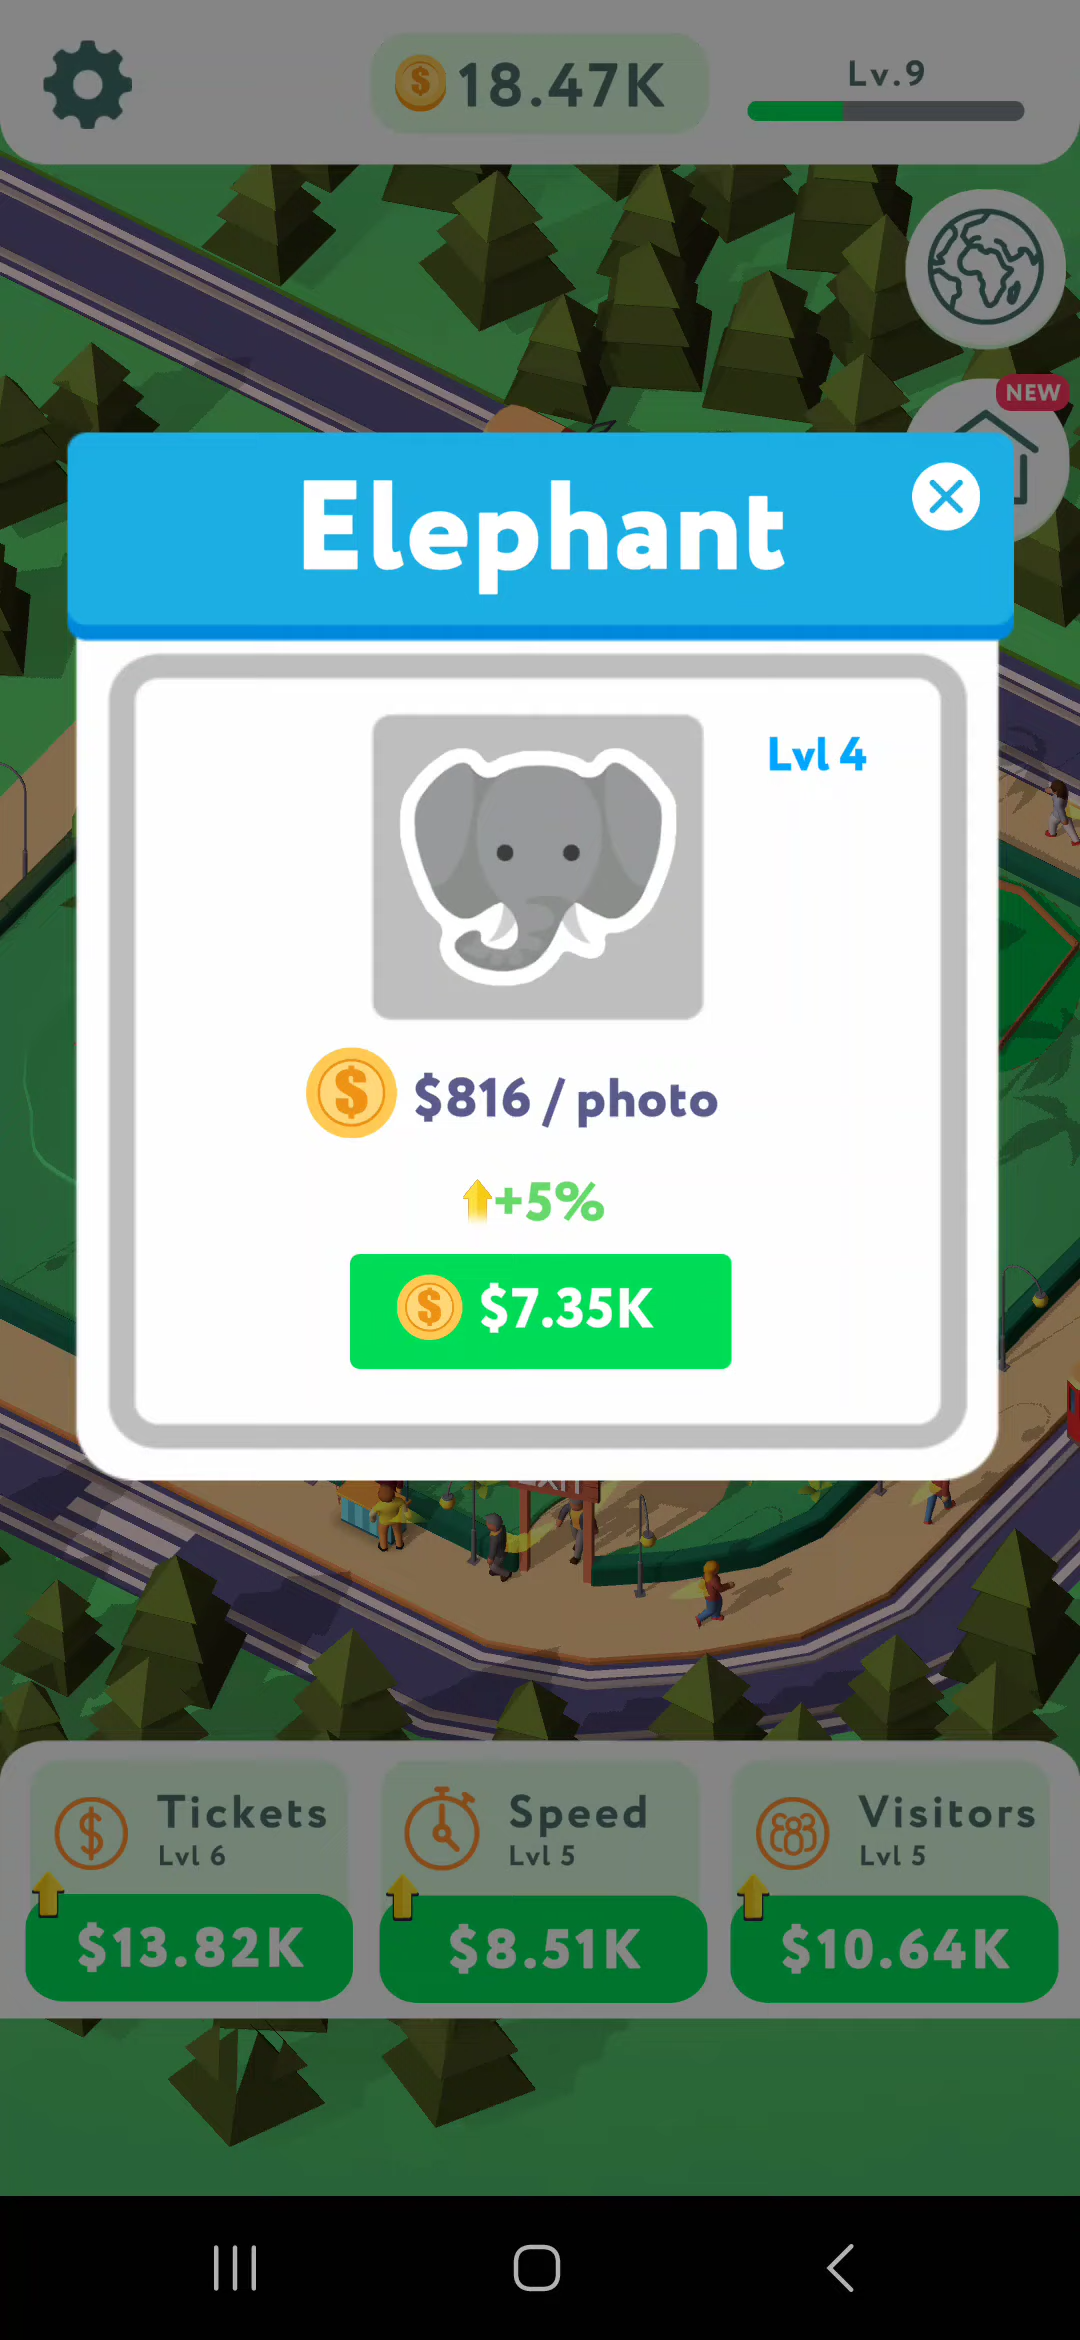 18.47K
Lv.9
NEW
Elephant
Lvl 4
$816 / photo
+5%
$7.35K
EXIT
Tickets
Lvl 6
$13.82K
Speed
Lvl 5
$8.51K
Visitors
Lvl 5
$10.64K